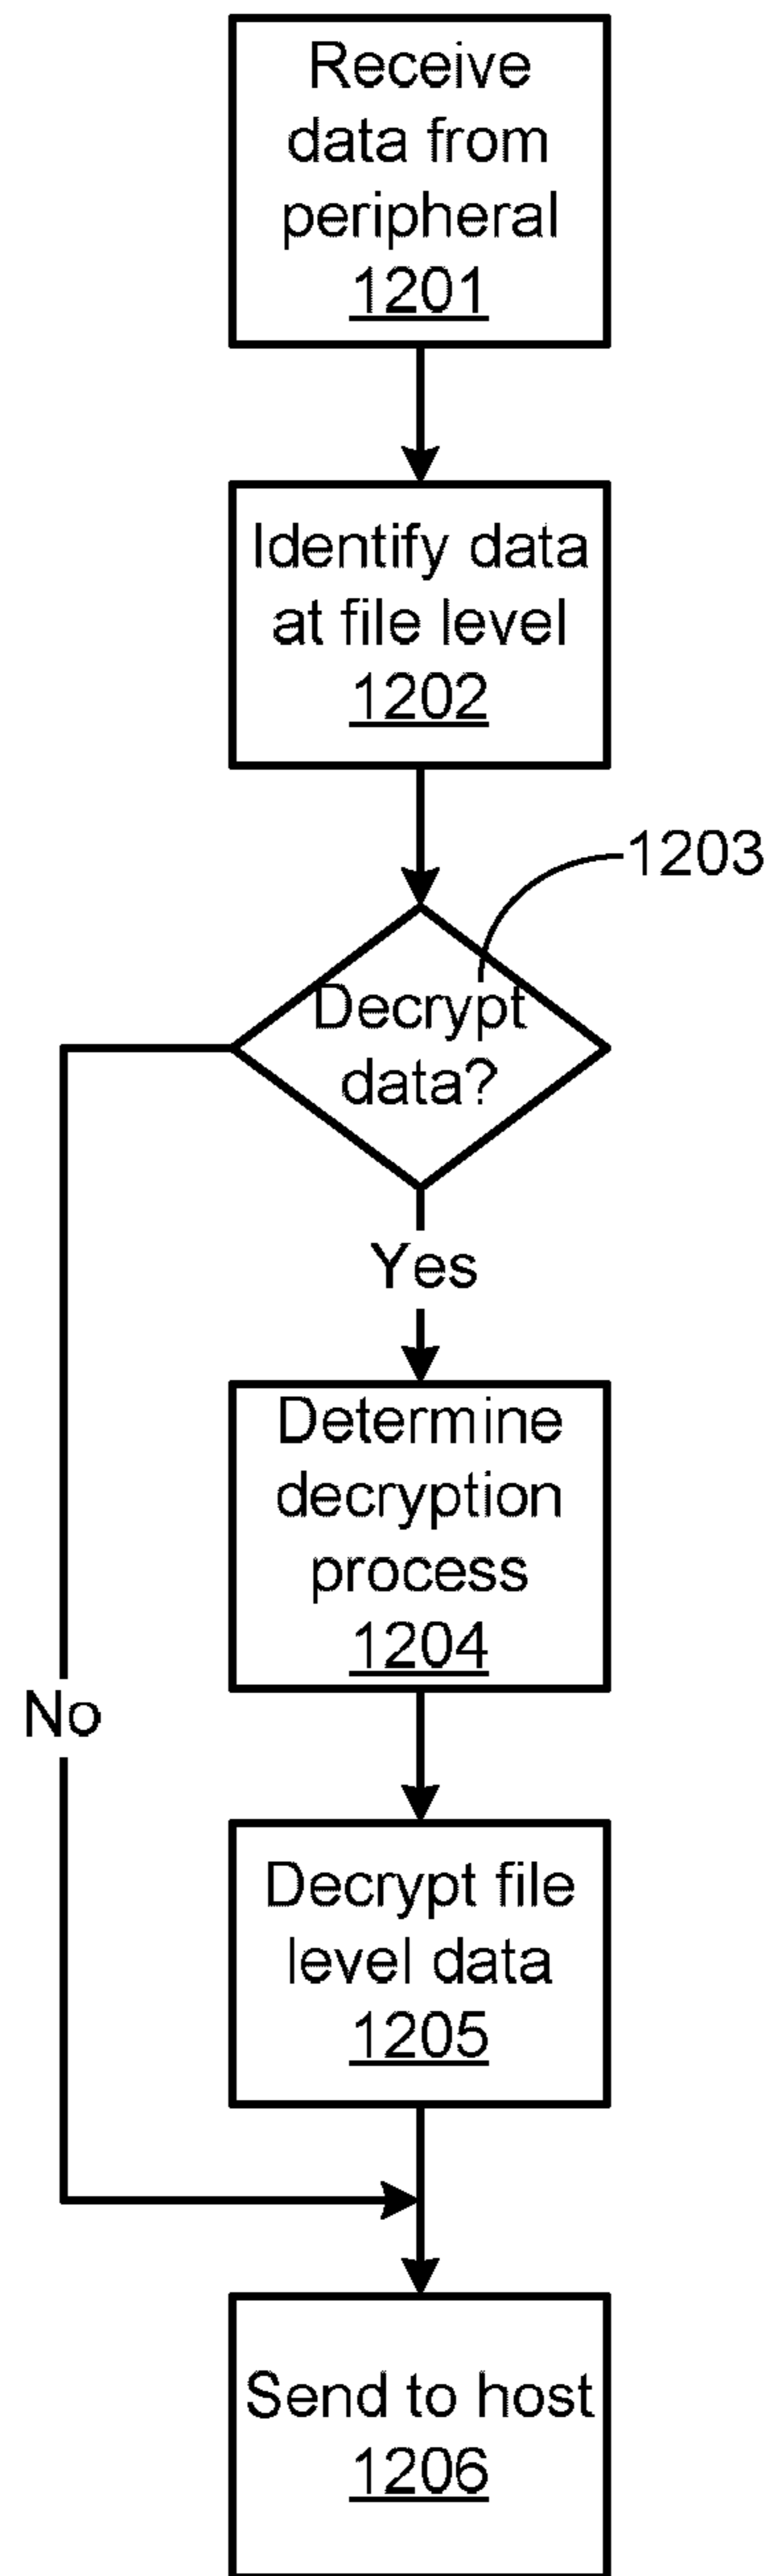 Receive
data from
peripheral
1201
Identify data
at file level
1202
1203
Decrypt
data?
Yes
Determine
decryption
process
1204
No
Decrypt file
level data
1205
Send to host
1206